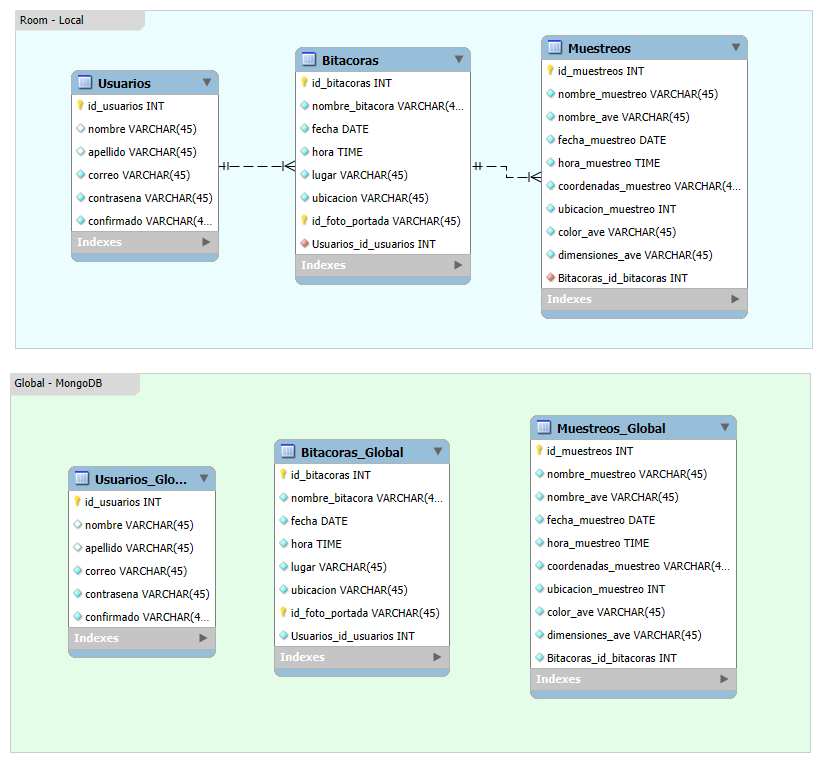 Room - Local
Usuarios
id_usuarios INT
nombre VARCHAR(45)
apellido VARCHAR(45)
correo VARCHAR(45)
contrasena VARCHAR(45)
confirmado VARCHAR(4...
Indexes
Bitacoras
id_bitacoras INT
nombre_bitacora VARCHAR(4...
fecha DATE
hora TIME
lugar VARCHAR(45)
ubicacion VARCHAR(45)
id_foto_portada VARCHAR(45)
Usuarios_id_usuarios INT
Indexes
Muestreos
id_muestreos INT
nombre_muestreo VARCHAR(45)
nombre_ave VARCHAR(45)
fecha_muestreo DATE
hora_muestreo TIME
coordenadas_muestreo VARCHAR(4...
ubicacion_muestreo INT
color_ave VARCHAR(45)
dimensiones_ave VARCHAR(45)
Bitacoras_id_bitacoras INT
Indexes
Global - MongoDB
Usuarios_Glo...
id_usuarios INT
nombre VARCHAR(45)
apellido VARCHAR(45)
correo VARCHAR(45)
contrasena VARCHAR(45)
confirmado VARCHAR(4...
Indexes
Bitacoras_Global
id_bitacoras INT
nombre_bitacora VARCHAR(4...
fecha DATE
hora TIME
lugar VARCHAR(45)
ubicacion VARCHAR(45)
id_foto_portada VARCHAR(45)
Usuarios_id_usuarios INT
Indexes
Muestreos_Global
id_muestreos INT
nombre_muestreo VARCHAR(45)
nombre_ave VARCHAR(45)
fecha_muestreo DATE
hora_muestreo TIME
coordenadas_muestreo VARCHAR(4...
ubicacion_muestreo INT
color_ave VARCHAR(45)
dimensiones_ave VARCHAR(45)
Bitacoras_id_bitacoras INT
Indexes